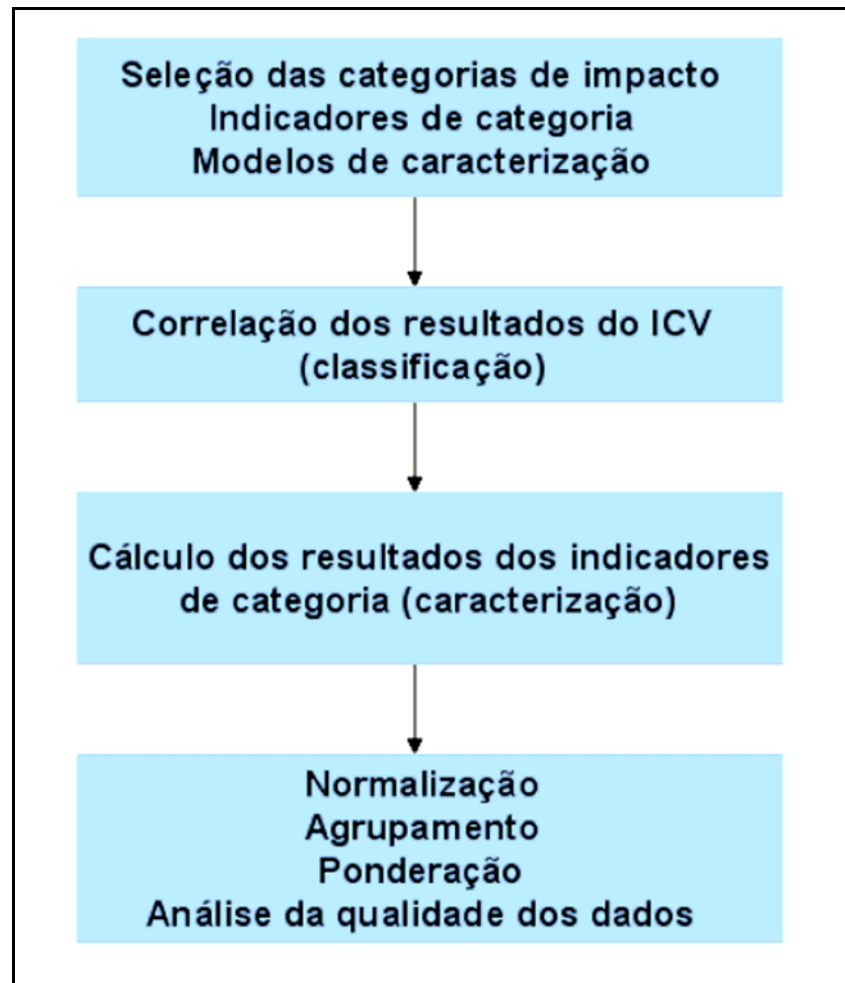 Seleção das categorias de impacto
Indicadores de categoria
Modelos de caracterização
Correlação dos resultados do ICV
(classificação)
Cálculo dos resultados dos indicadores
de categoria (caracterização)
Normalização
Agrupamento
Ponderação
Análise da qualidade dos dados